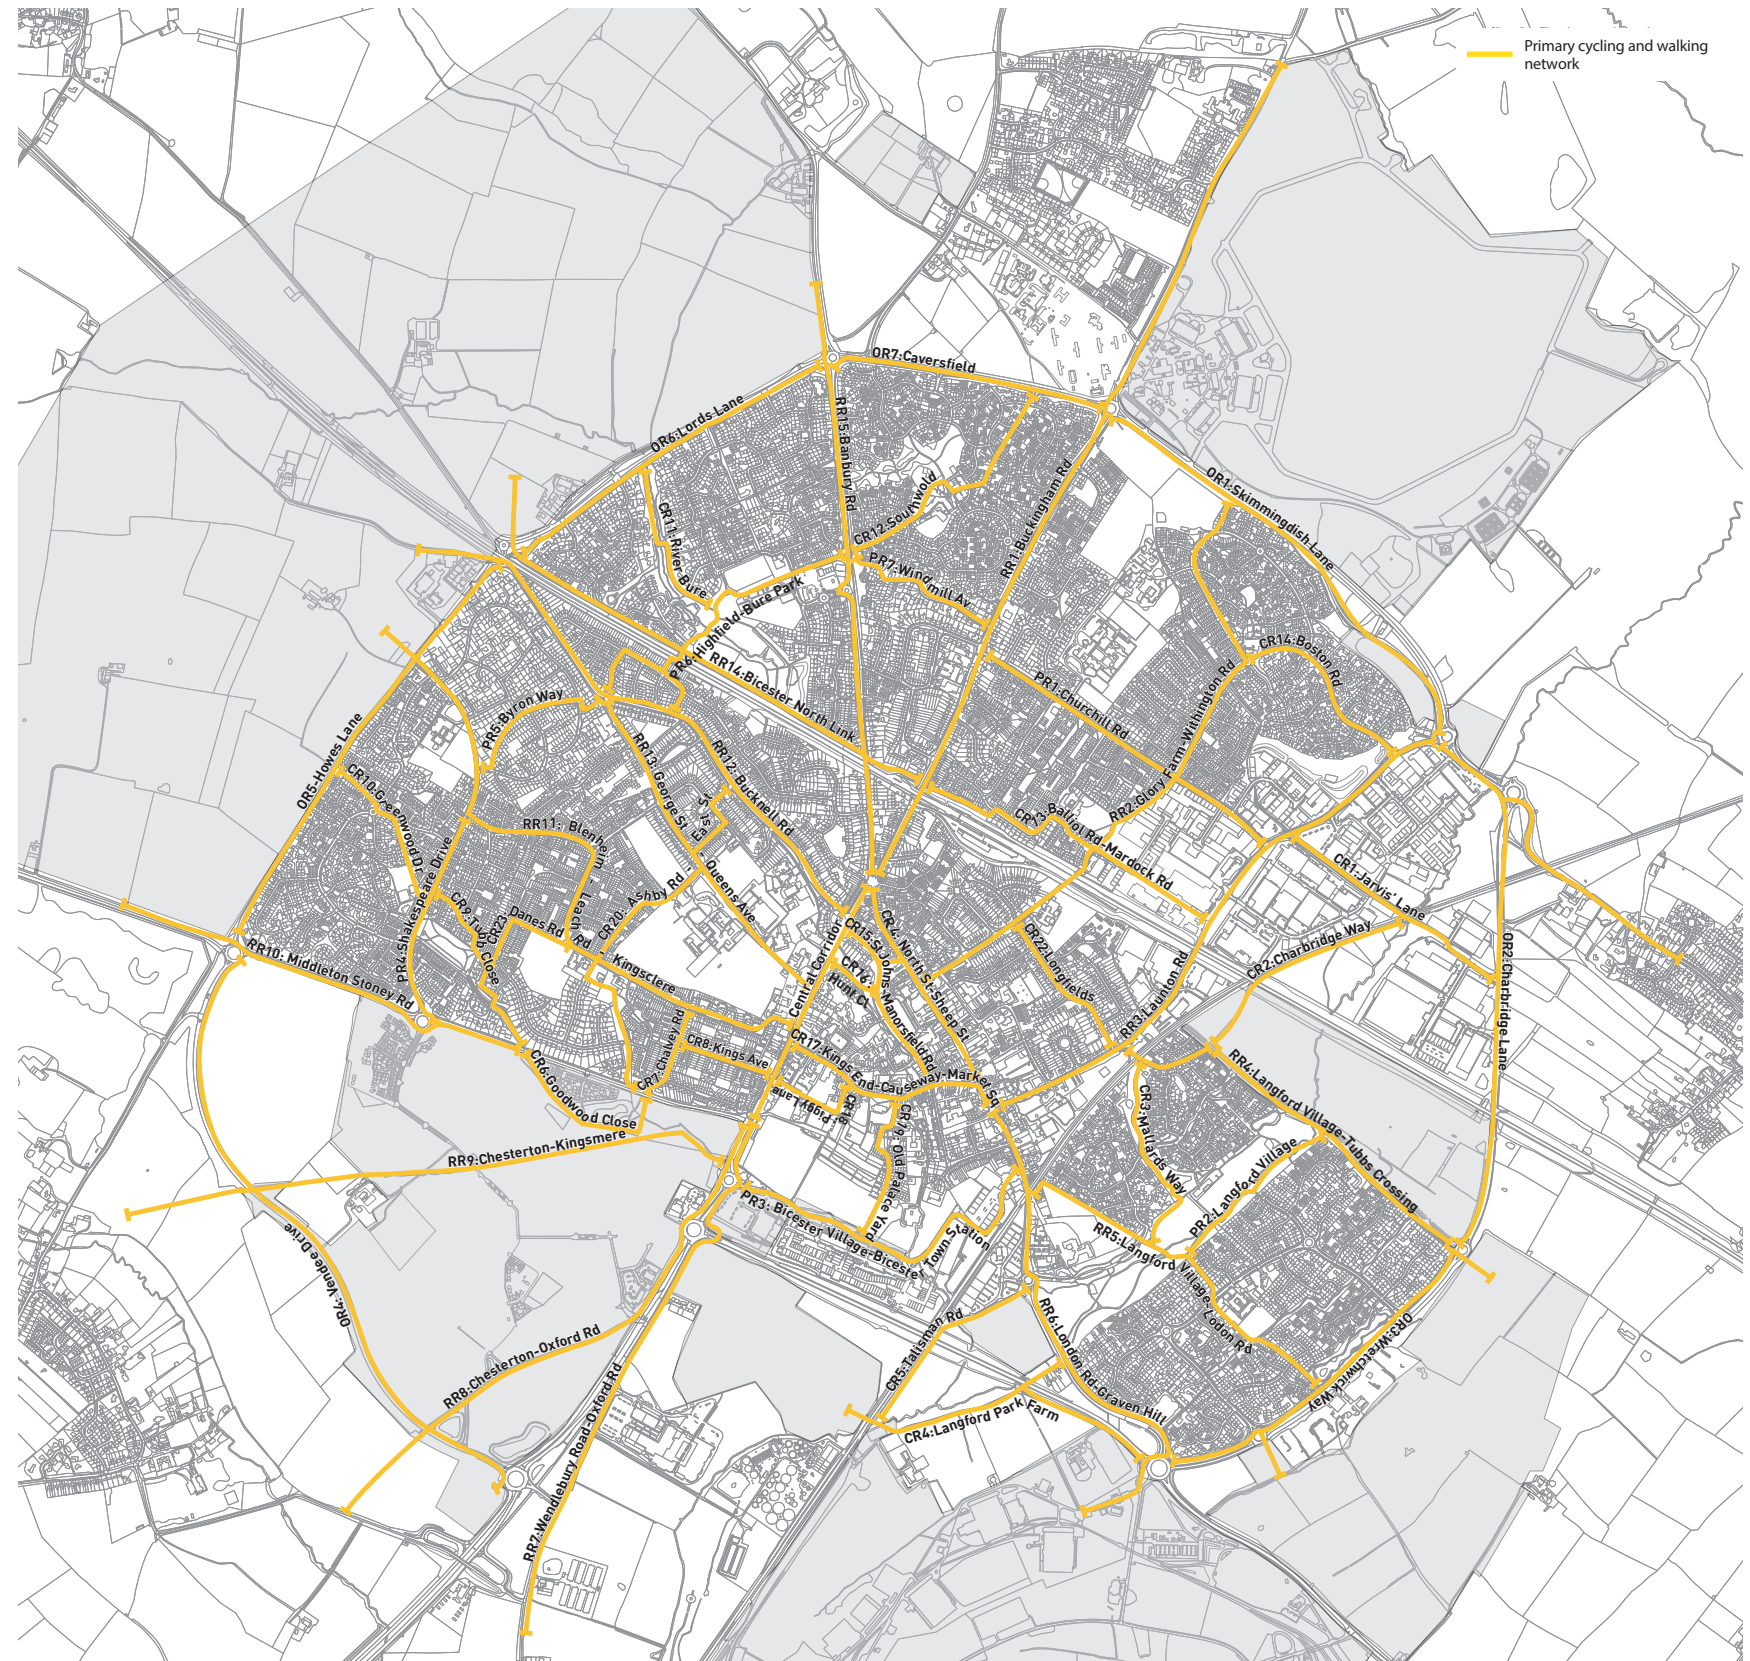 Primary cycling and walking
network
OR7:Caversfield
OR6:Lords Lane
RR15:Banbury Rd
OR1:Skimmingdish Lane
CR12:Southwold
RR1:Buckingham Rd
CR11:River Bure
PR7:Windmill Av
PR6:Highfield-Bure Park
CR14:Boston Rd
RR14:Bicester North Link
PR1:Churchill Rd
PR5:Byron Way
RR2:Glory Farm-Withington Rd
OR5-Howes Lane
RR13: George St
RR12: Bucknell Rd
CR10:Greenwood Dr
CR13:Balliol Rd-Mardock Rd
RR11: Blenheim - Leach Rd - Kingsclere
PR4:Shakespeare Drive
CR1:Jarvis' Lane
CR20: Ashby Rd -
Queens Ave
CR9:Tubb Close
CR23
Danes Rd
Central Corridor
CR15:St Johns-Manorsfield Rd
CR4: North St-Sheep St
CR22:Longfields
CR2:Charbridge Way
OR2:Charbridge Lane
RR10: Middleton Stoney Rd
Hunt Cl
RR3:Launton Rd
CR7:Chalvey Rd
CR8:Kings Ave
CR17:Kings End-Causeway-Market Sq
RR4:Langford Village-Tubbs Crossing
CR6:Goodwood Close
CR18: Piggy Lane
CR19: Old Palace Yard
CR3:Mallards Way
RR9:Chesterton-Kingsmere
PR2:Langford Village
PR3: Bicester Village-Bicester Town Station
RR5:Langford Village- Lodon Rd
OR4: Vendee Drive
RR8:Chesterton-Oxford Rd
CR5:Talisman Rd
RR6:London Rd-Graven Hill
OR3:Wretchwick Way
CR4:Langford Park Farm
RR7:Wendlebury Road-Oxford Rd